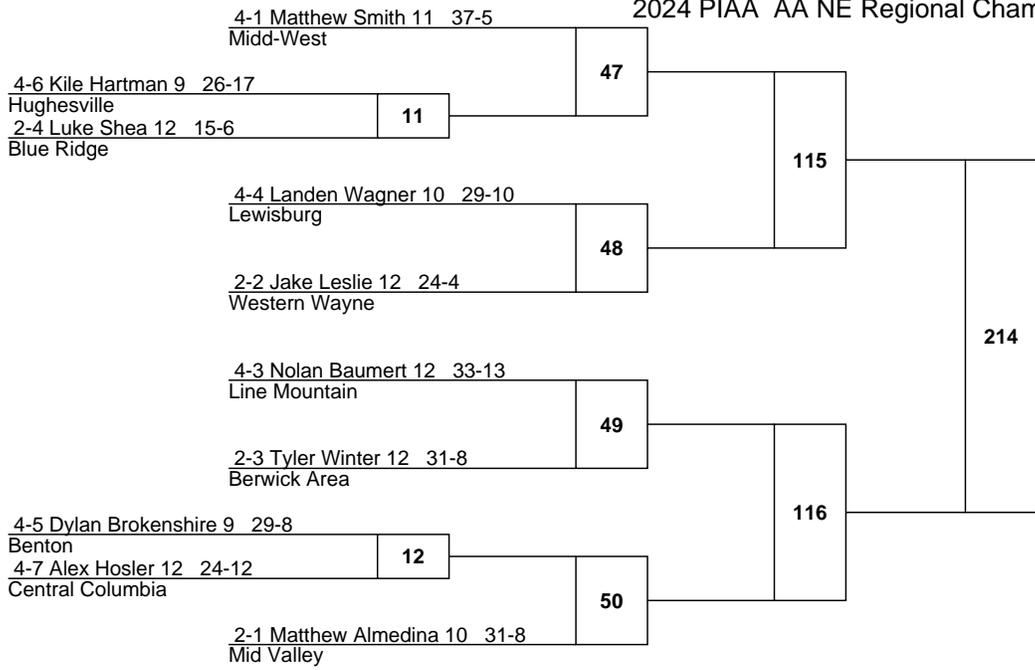 2024 PIAA AA NE Regional Cham
4-1 Matthew Smith 11 37-5
Midd-West
47
4-6 Kile Hartman 9 26-17
Hughesville
11
2-4 Luke Shea 12 15-6
Blue Ridge
115
4-4 Landen Wagner 10 29-10
Lewisburg
48
2-2 Jake Leslie 12 24-4
Western Wayne
214
4-3 Nolan Baumert 12 33-13
Line Mountain
49
2-3 Tyler Winter 12 31-8
Berwick Area
116
4-5 Dylan Brokenshire 9 29-8
Benton
12
4-7 Alex Hosler 12 24-12
Central Columbia
50
2-1 Matthew Almedina 10 31-8
Mid Valley